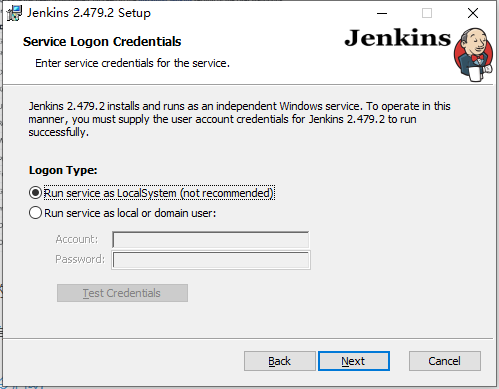 Jenkins 2.479.2 Setup
Service Logon Credentials
Enter service credentials for the service.
Jenkins
Jenkins 2.479.2 installs and runs as an independent Windows service. To operate in this
manner, you must supply the user account credentials for Jenkins 2.479.2 to run
successfully.
Logon Type:
Run service as LocalSystem (not recommended)
Run service as local or domain user:
Account:
Password:
Test Credentials
Back
Next
Cancel